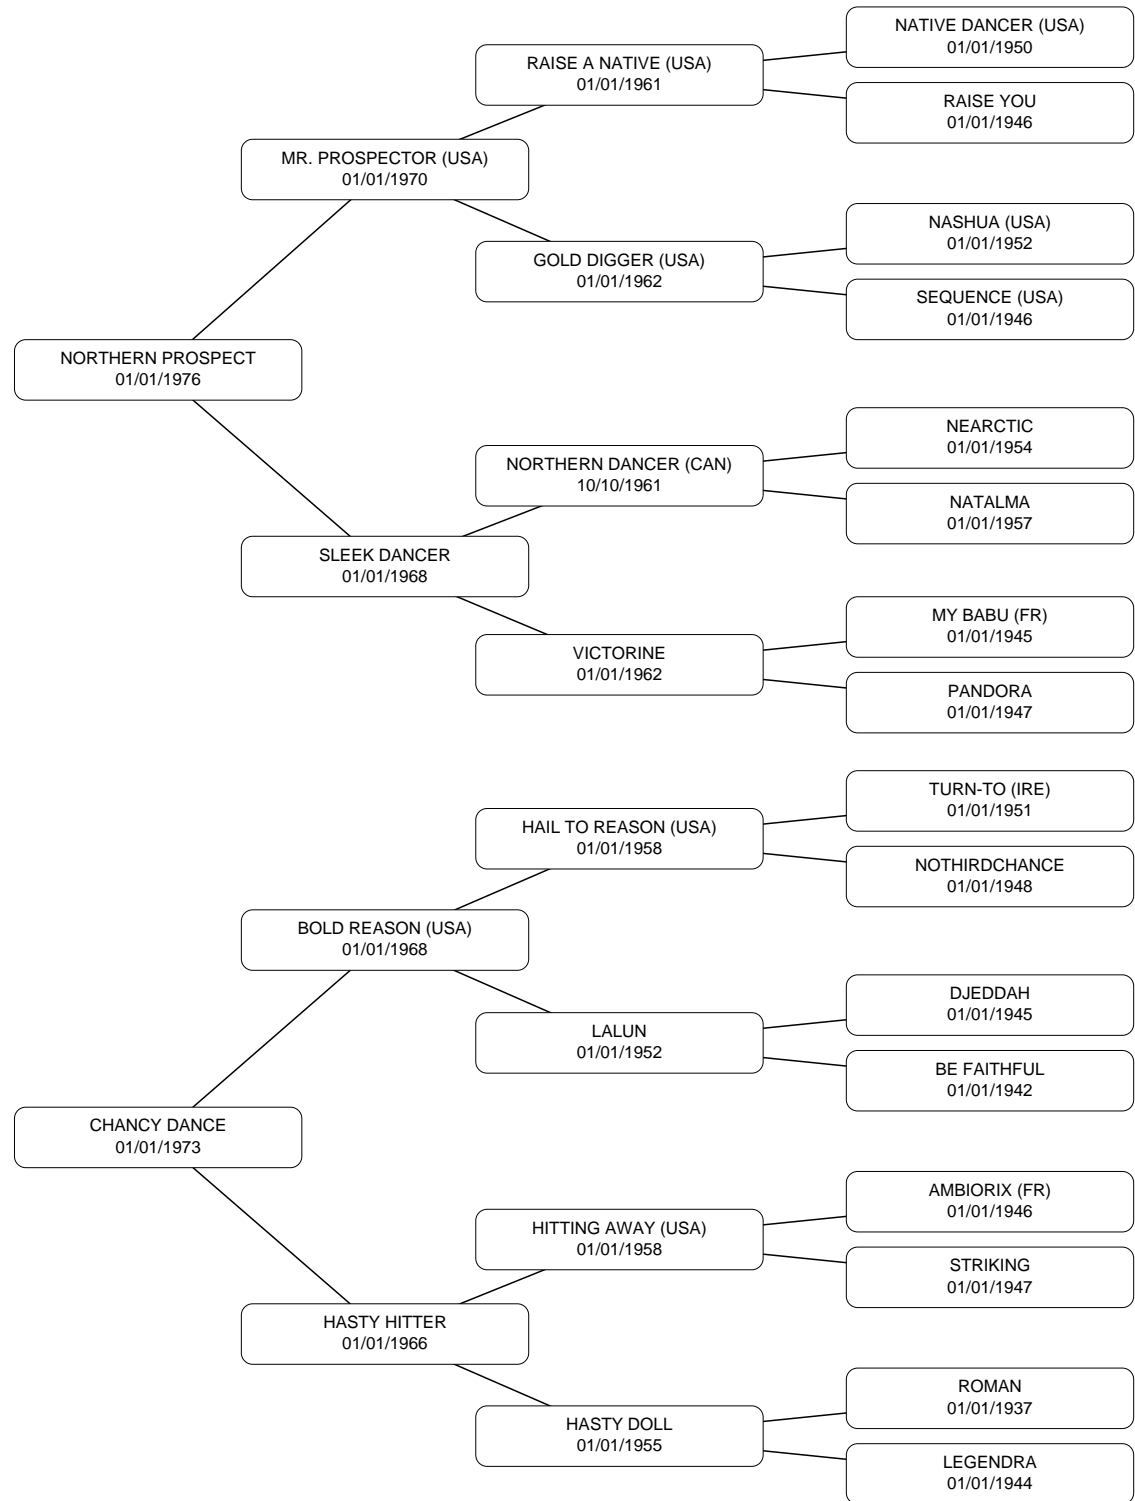 NATIVE DANCER (USA)
01/01/1950
RAISE A NATIVE (USA)
01/01/1961
RAISE YOU
01/01/1946
MR. PROSPECTOR (USA)
01/01/1970
NASHUA (USA)
01/01/1952
GOLD DIGGER (USA)
01/01/1962
SEQUENCE (USA)
01/01/1946
NORTHERN PROSPECT
01/01/1976
NEARCTIC
01/01/1954
NORTHERN DANCER (CAN)
10/10/1961
NATALMA
01/01/1957
SLEEK DANCER
01/01/1968
MY BABU (FR)
01/01/1945
VICTORINE
01/01/1962
PANDORA
01/01/1947
TURN-TO (IRE)
01/01/1951
HAIL TO REASON (USA)
01/01/1958
NOTHIRDCHANCE
01/01/1948
BOLD REASON (USA)
01/01/1968
DJEDDAH
01/01/1945
LALUN
01/01/1952
BE FAITHFUL
01/01/1942
CHANCY DANCE
01/01/1973
AMBIORIX (FR)
01/01/1946
HITTING AWAY (USA)
01/01/1958
STRIKING
01/01/1947
HASTY HITTER
01/01/1966
ROMAN
01/01/1937
HASTY DOLL
01/01/1955
LEGENDRA
01/01/1944